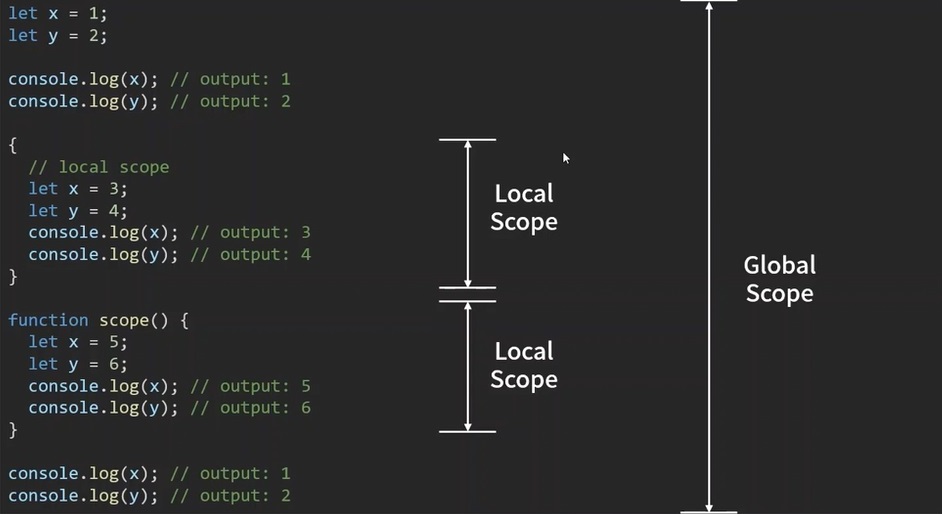 let x = 1;
let y = 2;

console.log(x); // output: 1
console.log(y); // output: 2

{
  // local scope
  let x = 3;
  let y = 4;
  console.log(x); // output: 3
  console.log(y); // output: 4
}

function scope() {
  let x = 5;
  let y = 6;
  console.log(x); // output: 5
  console.log(y); // output: 6
}

console.log(x); // output: 1
console.log(y); // output: 2
Local
Scope
Local
Scope
Global
Scope